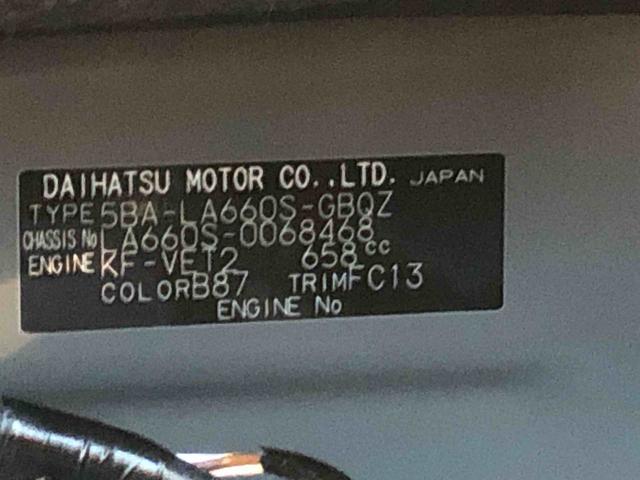 DAIHATSU MOTOR CO.,LTD. JAPAN
TYPE 5BA-LA660S-GBQZ
CHASSIS No LA660S-0068468
ENGINE KF-VET2 658cc
COLOR B87 TRIM FC13
ENGINE No